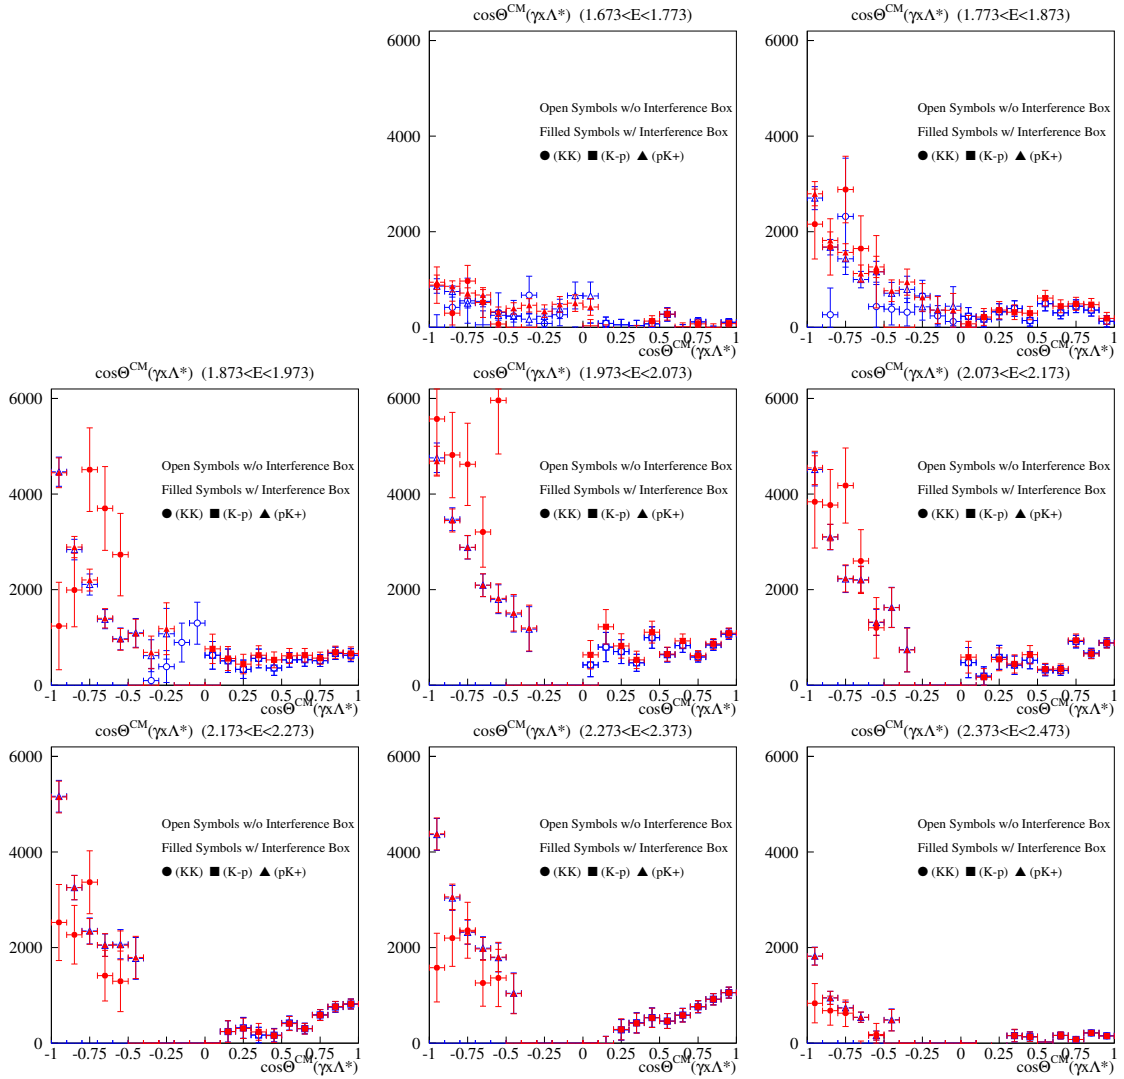 cosΘ^CM(γxΛ*) (1.673<E<1.773)
6000
4000
2000
0
Open Symbols w/o Interference Box
Filled Symbols w/ Interference Box
● (KK) ■ (K-p) ▲ (pK+)
-1 -0.75 -0.5 -0.25 0 0.25 0.5 0.75 1
cosΘ^CM(γxΛ*)
cosΘ^CM(γxΛ*) (1.773<E<1.873)
6000
4000
2000
0
Open Symbols w/o Interference Box
Filled Symbols w/ Interference Box
● (KK) ■ (K-p) ▲ (pK+)
-1 -0.75 -0.5 -0.25 0 0.25 0.5 0.75 1
cosΘ^CM(γxΛ*)
cosΘ^CM(γxΛ*) (1.873<E<1.973)
6000
4000
2000
0
Open Symbols w/o Interference Box
Filled Symbols w/ Interference Box
● (KK) ■ (K-p) ▲ (pK+)
-1 -0.75 -0.5 -0.25 0 0.25 0.5 0.75 1
cosΘ^CM(γxΛ*)
cosΘ^CM(γxΛ*) (1.973<E<2.073)
6000
4000
2000
0
Open Symbols w/o Interference Box
Filled Symbols w/ Interference Box
● (KK) ■ (K-p) ▲ (pK+)
-1 -0.75 -0.5 -0.25 0 0.25 0.5 0.75 1
cosΘ^CM(γxΛ*)
cosΘ^CM(γxΛ*) (2.073<E<2.173)
6000
4000
2000
0
Open Symbols w/o Interference Box
Filled Symbols w/ Interference Box
● (KK) ■ (K-p) ▲ (pK+)
-1 -0.75 -0.5 -0.25 0 0.25 0.5 0.75 1
cosΘ^CM(γxΛ*)
cosΘ^CM(γxΛ*) (2.173<E<2.273)
6000
4000
2000
0
Open Symbols w/o Interference Box
Filled Symbols w/ Interference Box
● (KK) ■ (K-p) ▲ (pK+)
-1 -0.75 -0.5 -0.25 0 0.25 0.5 0.75 1
cosΘ^CM(γxΛ*)
cosΘ^CM(γxΛ*) (2.273<E<2.373)
6000
4000
2000
0
Open Symbols w/o Interference Box
Filled Symbols w/ Interference Box
● (KK) ■ (K-p) ▲ (pK+)
-1 -0.75 -0.5 -0.25 0 0.25 0.5 0.75 1
cosΘ^CM(γxΛ*)
cosΘ^CM(γxΛ*) (2.373<E<2.473)
6000
4000
2000
0
Open Symbols w/o Interference Box
Filled Symbols w/ Interference Box
● (KK) ■ (K-p) ▲ (pK+)
-1 -0.75 -0.5 -0.25 0 0.25 0.5 0.75 1
cosΘ^CM(γxΛ*)